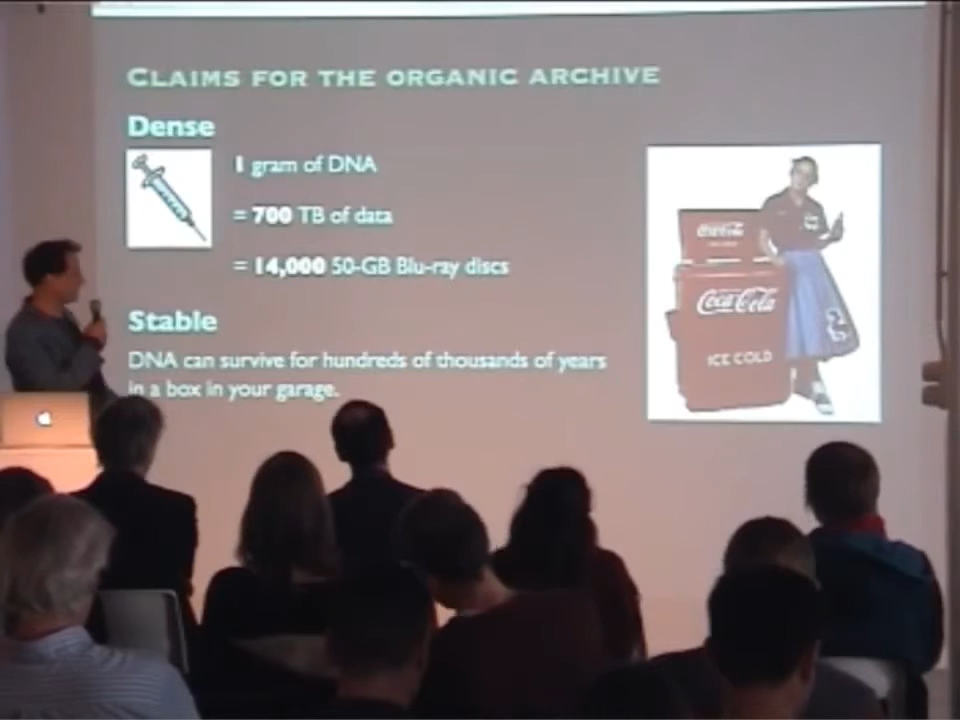 CLAIMS FOR THE ORGANIC ARCHIVE
Dense
1 gram of DNA
= 700 TB of data
= 14,000 50-GB Blu-ray discs
Stable
DNA can survive for hundreds of thousands of years
in a box in your garage.
Coca-Cola
Coca-Cola
ICE COLD